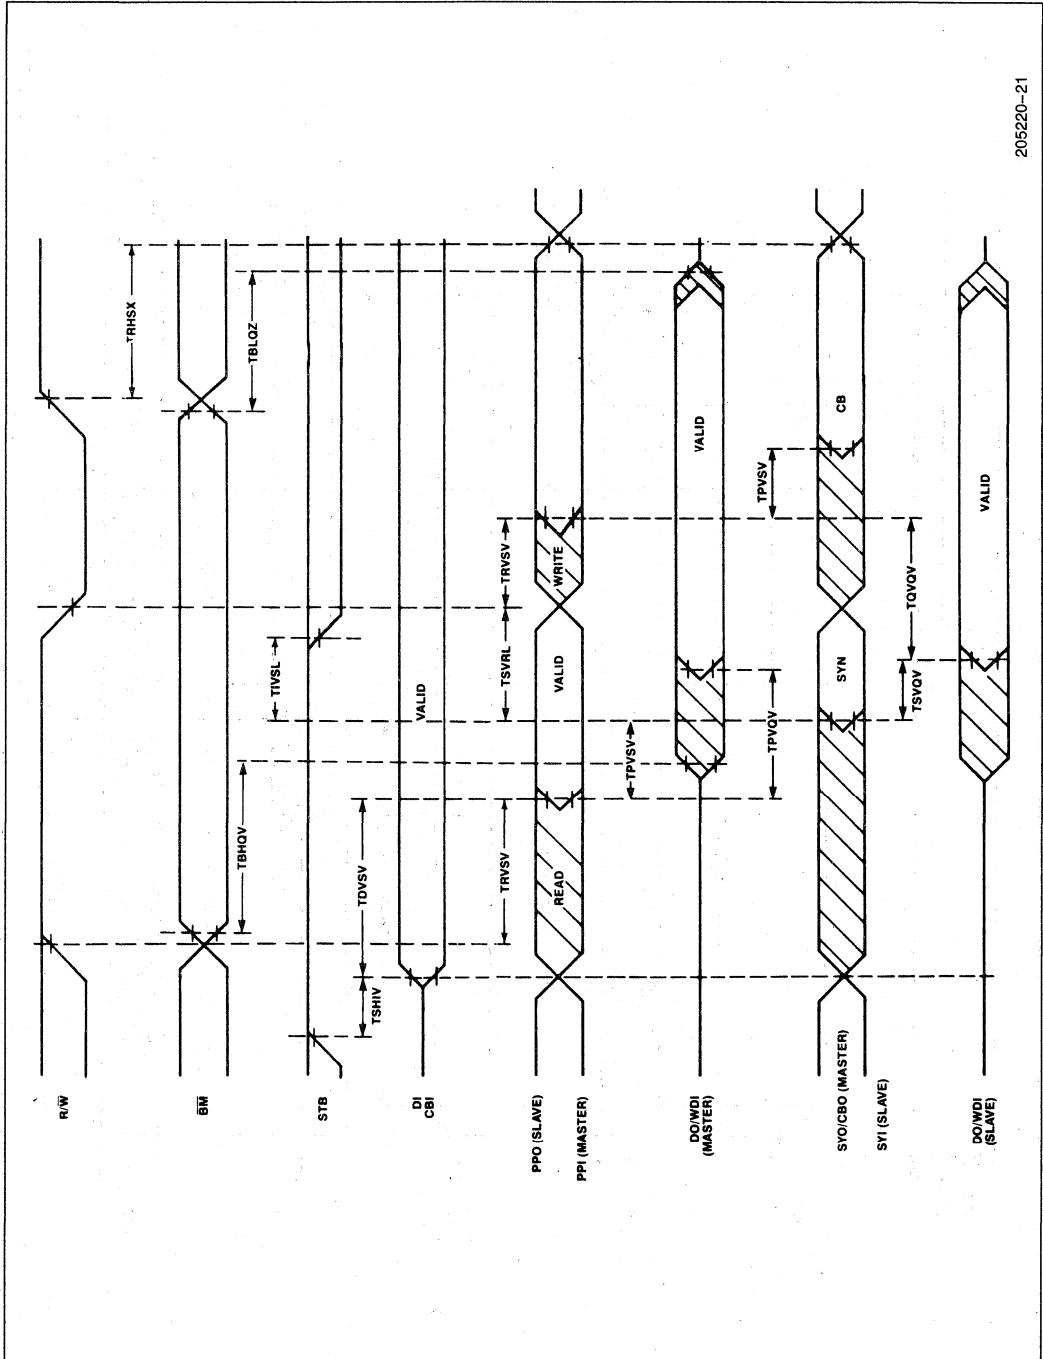 R/W̅
TRHSX
B̅M̅
TBHQV
TBLQZ
TIVSL
STB
TSHIV
TDVSV
DI
CBI
VALID
TRVSV
TSVRL
TRVSV
PPO (SLAVE)
READ
VALID
WRITE
PPI (MASTER)
TPVSV
DO/WDI
(MASTER)
VALID
TPVQV
TPVSV
SYO/CBO (MASTER)
SYN
CB
SYI (SLAVE)
TSVQV
TQVQV
DO/WDI
(SLAVE)
VALID
205220–21